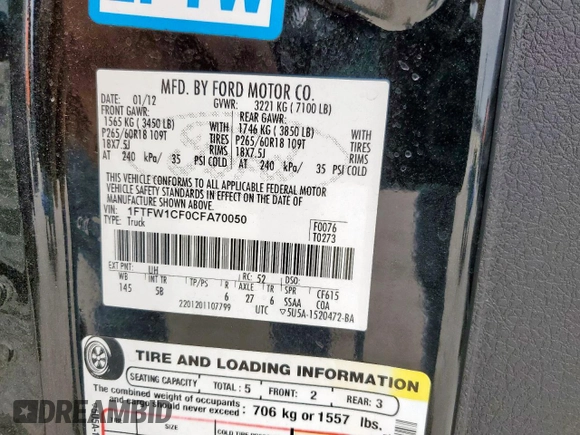 MFD. BY FORD MOTOR CO.
DATE: 01/12 GVWR: 3221 KG ( 7100 LB)
FRONT GAWR: REAR GAWR:
1565 KG ( 3450 LB) 1746 KG ( 3850 LB)
P265/60R18 109T TIRES P265/60R18 109T TIRES
18X7.5J RIMS 18X7.5J RIMS
AT 240 kPa/ 35 PSI COLD AT 240 kPa/ 35 PSI COLD
THIS VEHICLE CONFORMS TO ALL APPLICABLE FEDERAL MOTOR
VEHICLE SAFETY STANDARDS IN EFFECT ON THE DATE OF
MANUFACTURE SHOWN ABOVE.
VIN: 1FTFW1CF0CFA70050
TYPE: Truck
F0076
T0273
EXT PNT: UH RC: 52 DSO:
WB INT TR TP/PS R AXLE TR SPR CF615
145 5B 6 27 6 SSAA COA
2201201107799 UTC ▽5U5A-1520472-BA
TIRE AND LOADING INFORMATION
SEATING CAPACITY TOTAL : 5 FRONT: 2 REAR: 3
The combined weight of occupants
and cargo should never exceed : 706 kg or 1557 lbs.
SIZE
DREAMBID